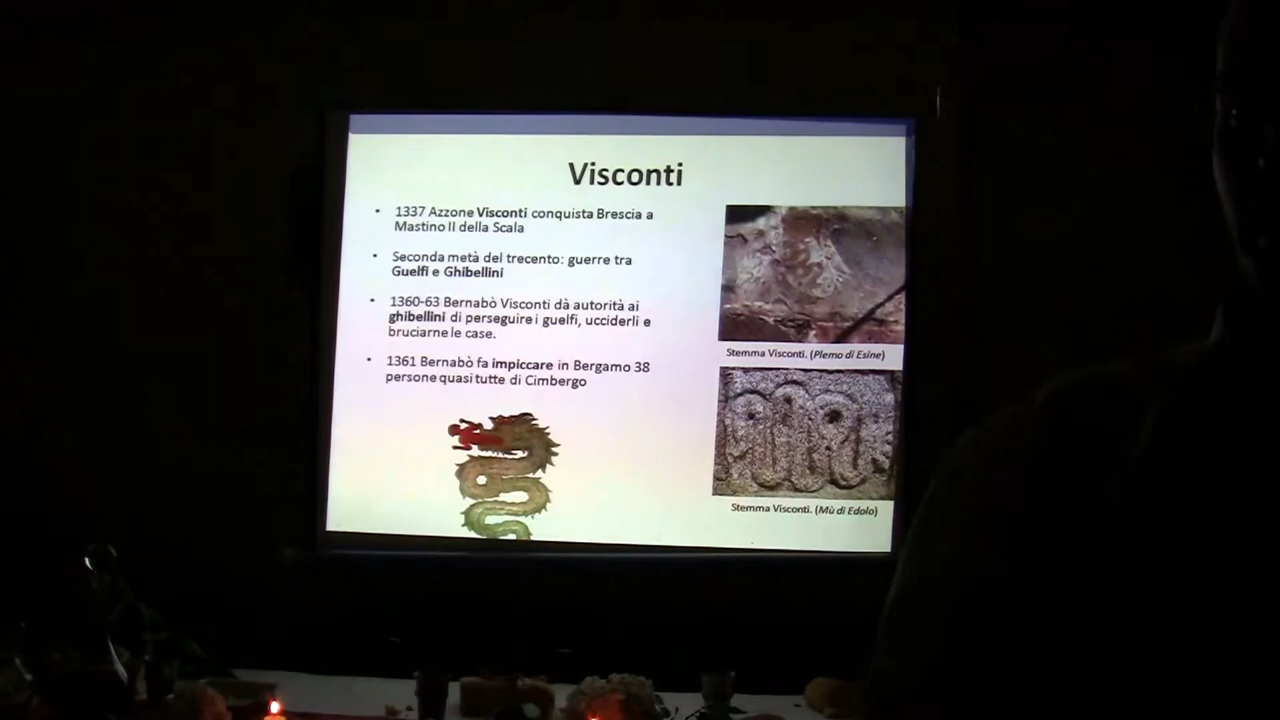 Visconti
• 1337 Azzone Visconti conquista Brescia a
Mastino II della Scala
• Seconda metà del trecento: guerre tra
Guelfi e Ghibellini
• 1360-63 Bernabò Visconti dà autorità ai
ghibellini di perseguire i guelfi, ucciderli e
bruciarne le case.
• 1361 Bernabò fa impiccare in Bergamo 38
persone quasi tutte di Cimbergo
Stemma Visconti. (Plemo di Esine)
Stemma Visconti. (Mù di Edolo)